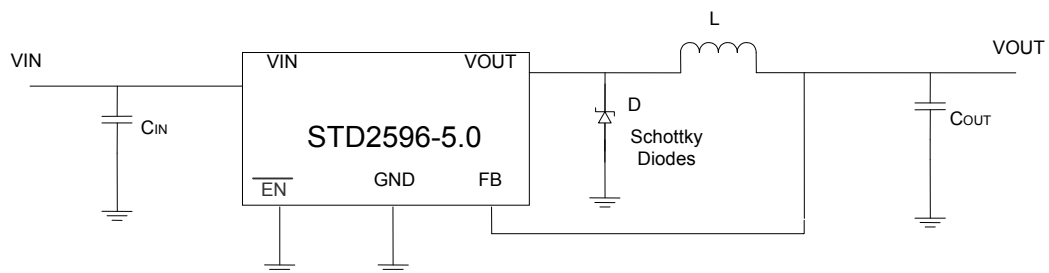 L
VIN
VIN
VOUT
VOUT
CIN
STD2596-5.0
D
Schottky
Diodes
COUT
EN
GND
FB